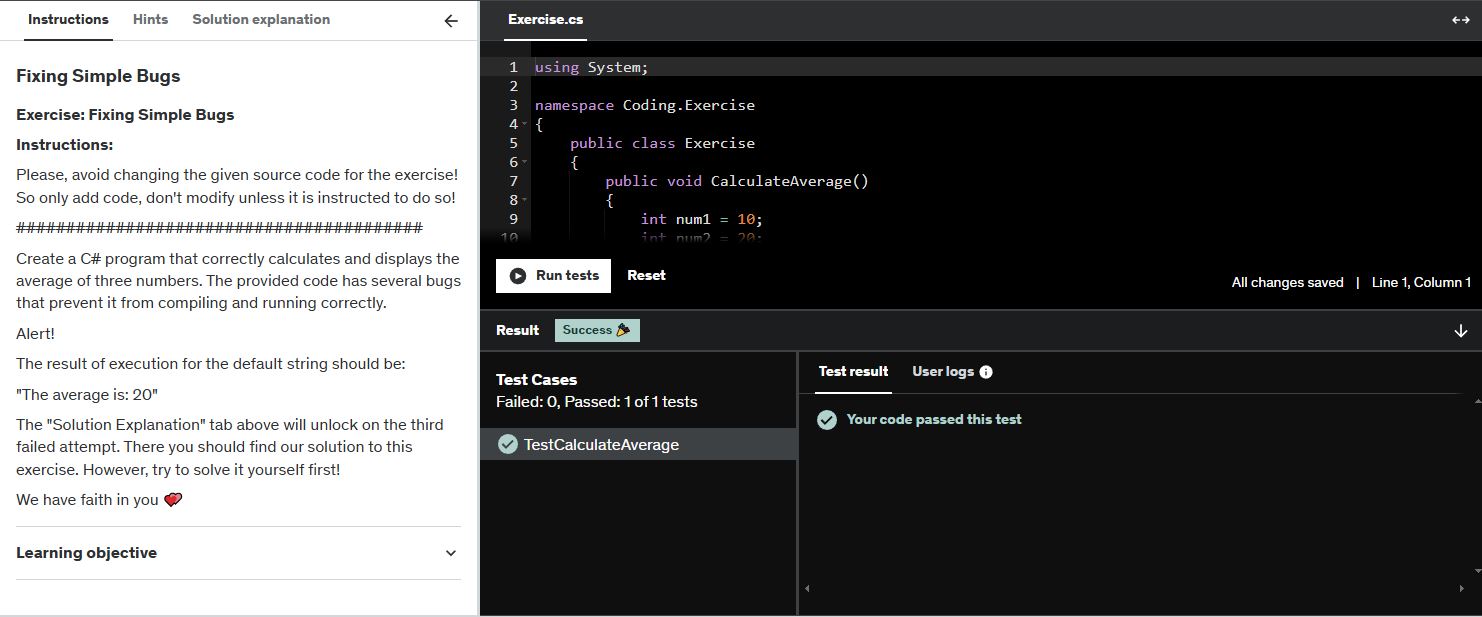 Instructions Hints Solution explanation
Fixing Simple Bugs
Exercise: Fixing Simple Bugs
Instructions:
Please, avoid changing the given source code for the exercise!
So only add code, don't modify unless it is instructed to do so!
########################################
Create a C# program that correctly calculates and displays the
average of three numbers. The provided code has several bugs
that prevent it from compiling and running correctly.
Alert!
The result of execution for the default string should be:
"The average is: 20"
The "Solution Explanation" tab above will unlock on the third
failed attempt. There you should find our solution to this
exercise. However, try to solve it yourself first!
We have faith in you 💖
Learning objective
Exercise.cs
1 using System;
2
3 namespace Coding.Exercise
4 {
5 public class Exercise
6 {
7 public void CalculateAverage()
8 {
9 int num1 = 10;
10 int num2 = 20;
Run tests Reset
All changes saved | Line 1, Column 1
Result Success 🎉
Test Cases
Failed: 0, Passed: 1 of 1 tests
TestCalculateAverage
Test result User logs
Your code passed this test